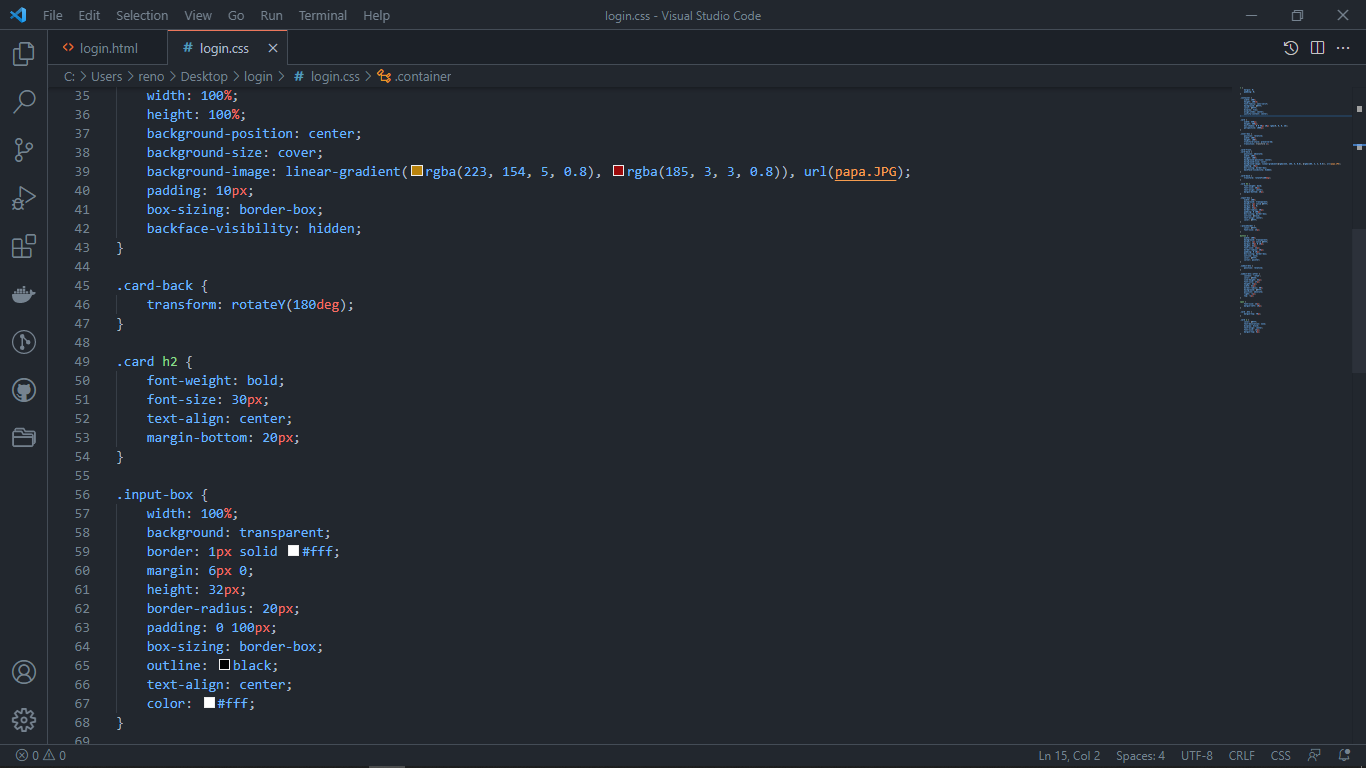 File Edit Selection View Go Run Terminal Help login.css - Visual Studio Code
login.html # login.css
C: > Users > reno > Desktop > login > # login.css > .container
35 width: 100%;
36 height: 100%;
37 background-position: center;
38 background-size: cover;
39 background-image: linear-gradient(rgba(223, 154, 5, 0.8), rgba(185, 3, 3, 0.8)), url(papa.JPG);
40 padding: 10px;
41 box-sizing: border-box;
42 backface-visibility: hidden;
43 }
44
45 .card-back {
46 transform: rotateY(180deg);
47 }
48
49 .card h2 {
50 font-weight: bold;
51 font-size: 30px;
52 text-align: center;
53 margin-bottom: 20px;
54 }
55
56 .input-box {
57 width: 100%;
58 background: transparent;
59 border: 1px solid #fff;
60 margin: 6px 0;
61 height: 32px;
62 border-radius: 20px;
63 padding: 0 100px;
64 box-sizing: border-box;
65 outline: black;
66 text-align: center;
67 color: #fff;
68 }
69
0 0 Ln 15, Col 2 Spaces: 4 UTF-8 CRLF CSS